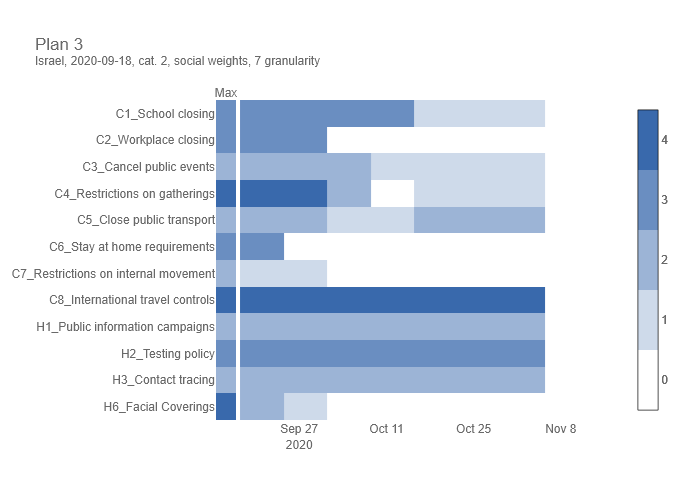 Plan 3
Israel, 2020-09-18, cat. 2, social weights, 7 granularity
Max
C1_School closing
C2_Workplace closing
C3_Cancel public events
C4_Restrictions on gatherings
C5_Close public transport
C6_Stay at home requirements
C7_Restrictions on internal movement
C8_International travel controls
H1_Public information campaigns
H2_Testing policy
H3_Contact tracing
H6_Facial Coverings
Sep 27 Oct 11 Oct 25 Nov 8
2020
4
3
2
1
0